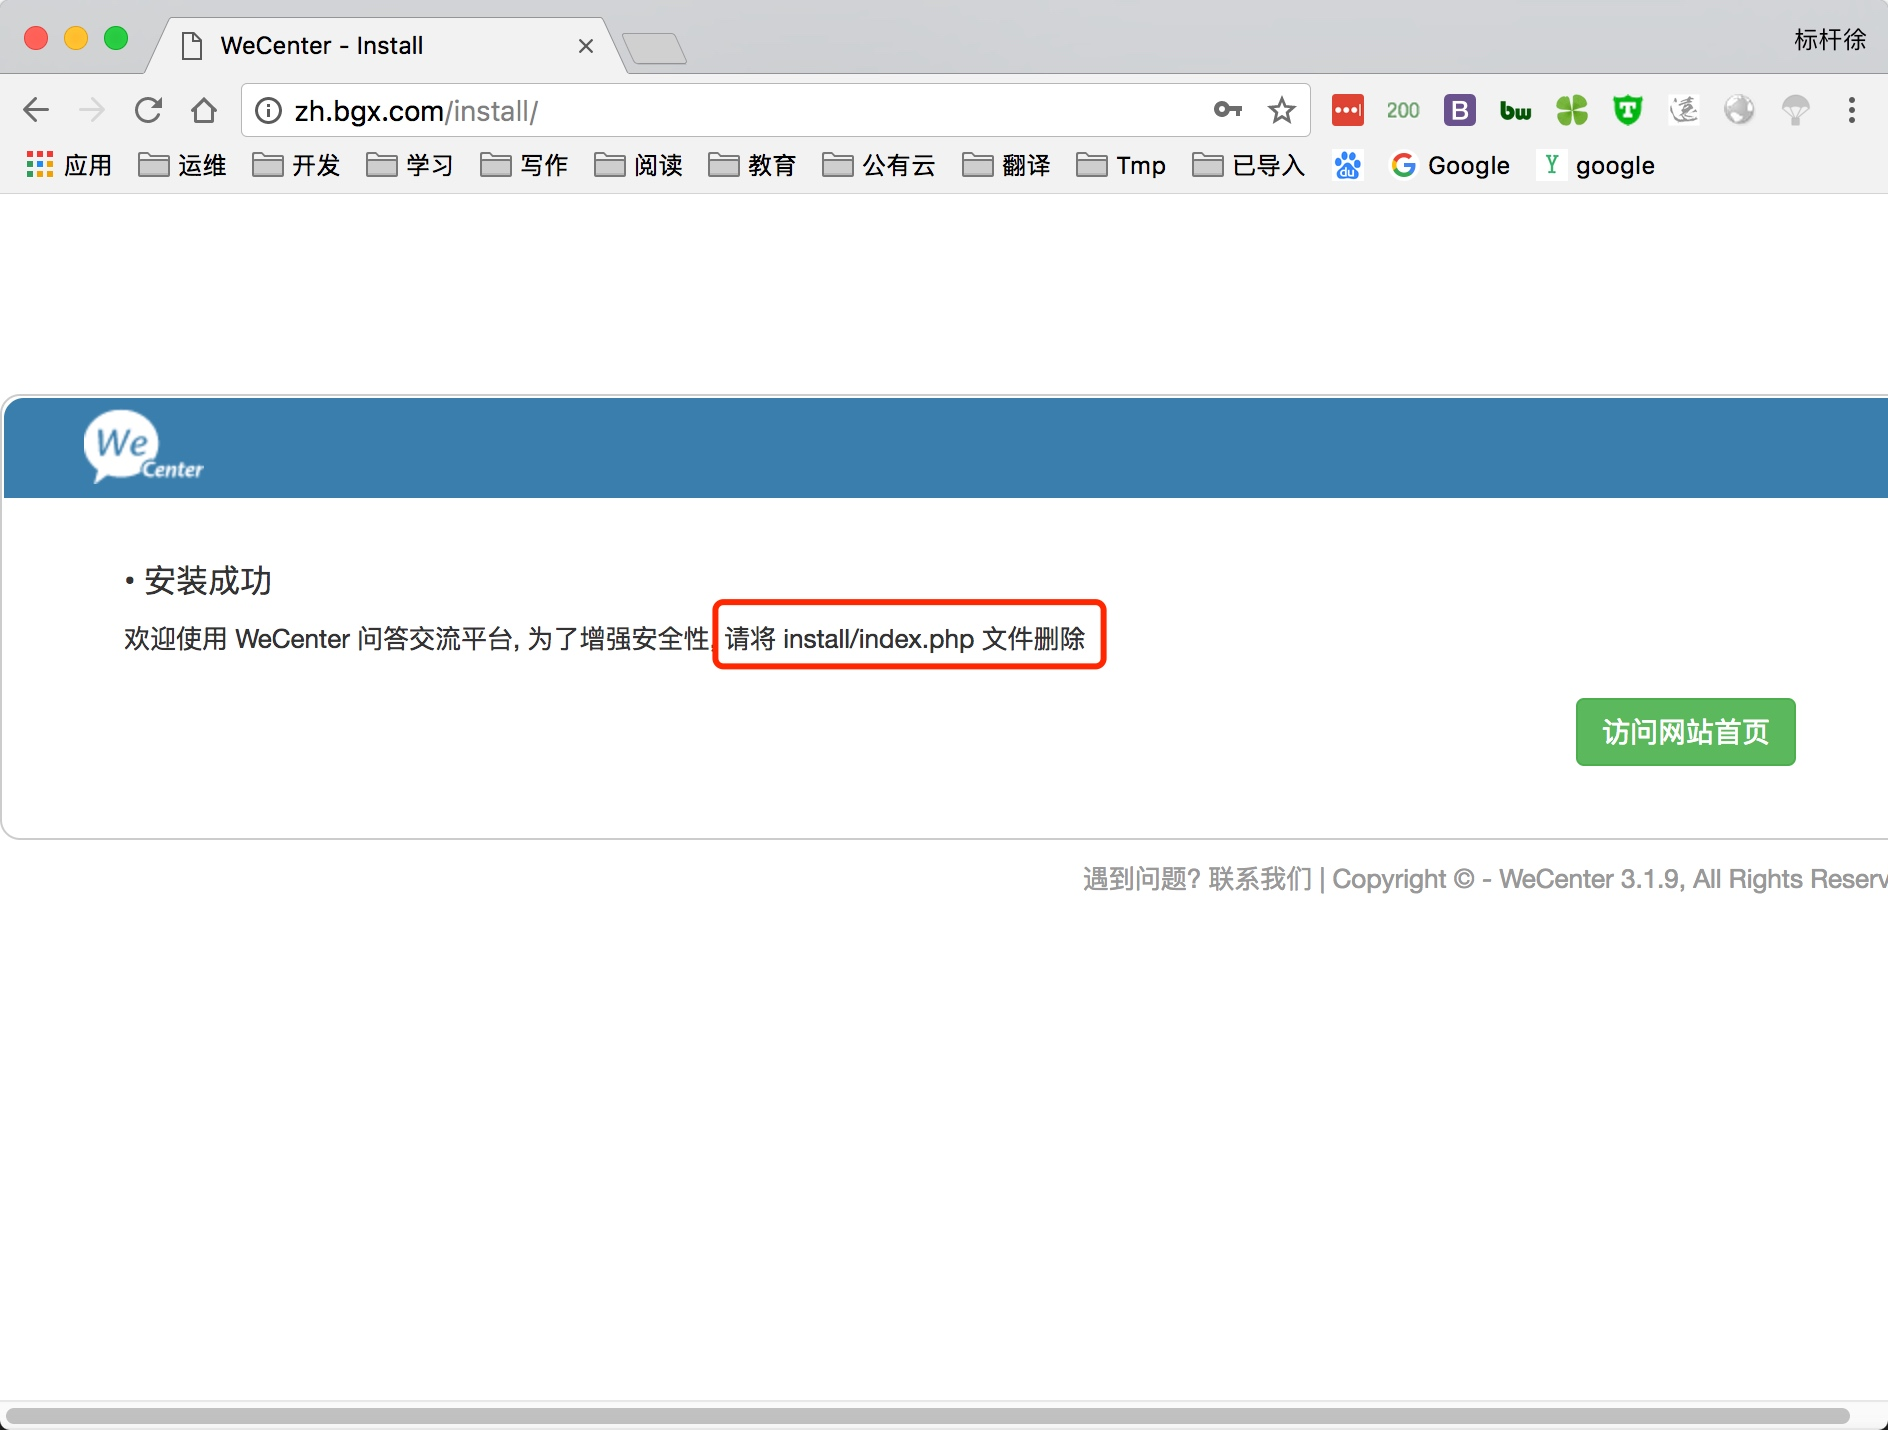 WeCenter - Install
标杆徐
zh.bgx.com/install/
200 B bw T
应用 运维 开发 学习 写作 阅读 教育 公有云 翻译 Tmp 已导入 du G Google Y google
We Center
• 安装成功
欢迎使用 WeCenter 问答交流平台, 为了增强安全性, 请将 install/index.php 文件删除
访问网站首页
遇到问题? 联系我们 | Copyright © - WeCenter 3.1.9, All Rights Reserv